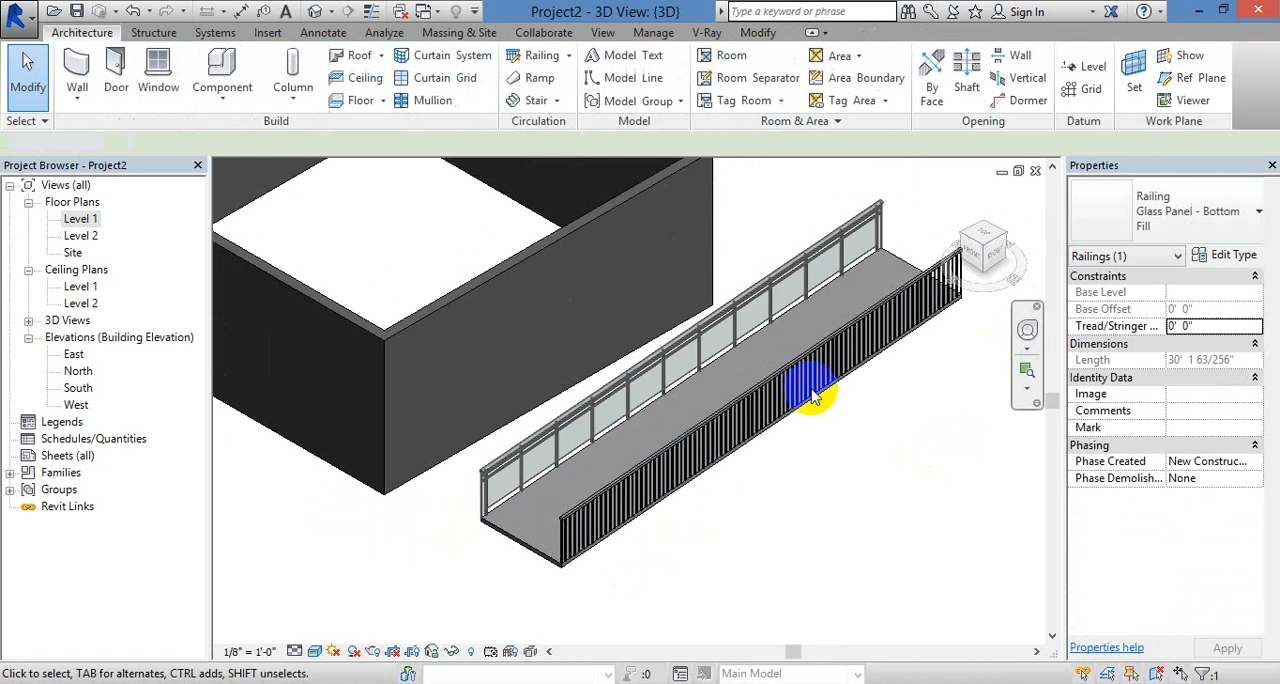 Project2 - 3D View: {3D}
Type a keyword or phrase
Sign In
Architecture
Structure
Systems
Insert
Annotate
Analyze
Massing & Site
Collaborate
View
Manage
V-Ray
Modify
Modify
Wall
Door
Window
Component
Column
Roof
Ceiling
Floor
Curtain System
Curtain Grid
Mullion
Railing
Ramp
Stair
Model Text
Model Line
Model Group
Room
Room Separator
Tag Room
Area
Area Boundary
Tag Area
By Face
Shaft
Wall
Vertical
Dormer
Level
Grid
Set
Show
Ref Plane
Viewer
Select
Build
Circulation
Model
Room & Area
Opening
Datum
Work Plane
Project Browser - Project2
Views (all)
Floor Plans
Level 1
Level 2
Site
Ceiling Plans
Level 1
Level 2
3D Views
Elevations (Building Elevation)
East
North
South
West
Legends
Schedules/Quantities
Sheets (all)
Families
Groups
Revit Links
TOP
FRONT
RIGHT
Properties
Railing
Glass Panel - Bottom
Fill
Railings (1)
Edit Type
Constraints
Base Level
Base Offset 0' 0"
Tread/Stringer ... 0' 0"
Dimensions
Length 30' 1 63/256"
Identity Data
Image
Comments
Mark
Phasing
Phase Created New Construc...
Phase Demolish... None
Properties help
Apply
1/8" = 1'-0"
Click to select, TAB for alternates, CTRL adds, SHIFT unselects.
:0
Main Model
:1